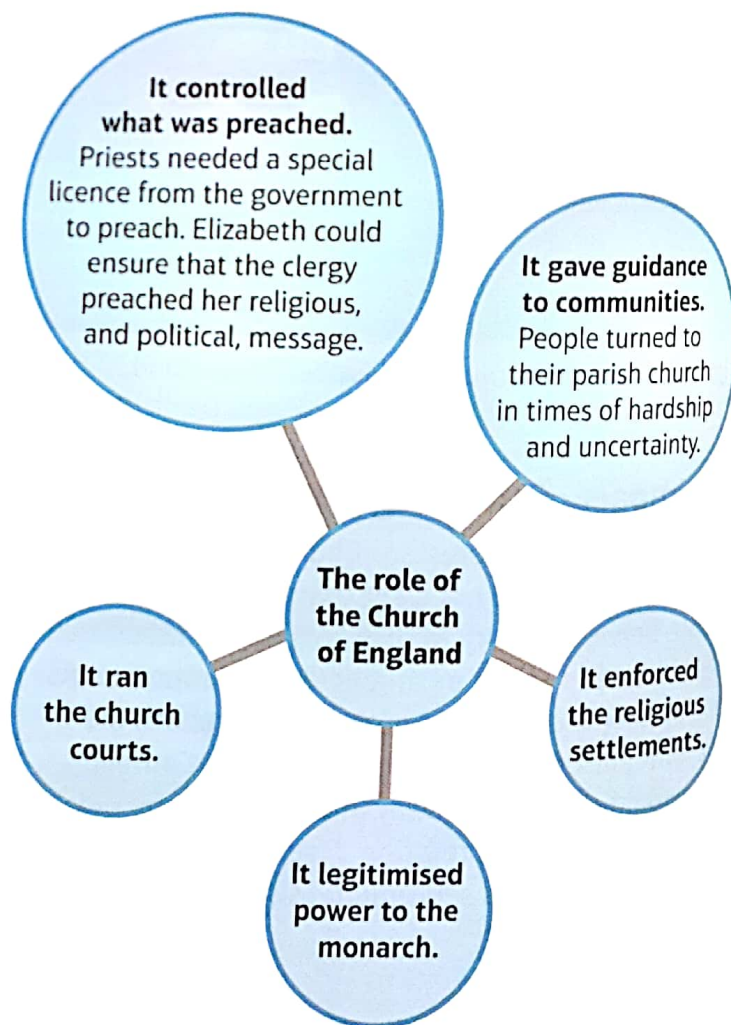 It controlled
what was preached.
Priests needed a special
licence from the government
to preach. Elizabeth could
ensure that the clergy
preached her religious,
and political, message.
It gave guidance
to communities.
People turned to
their parish church
in times of hardship
and uncertainty.
The role of
the Church
of England
It ran
the church
courts.
It enforced
the religious
settlements.
It legitimised
power to the
monarch.